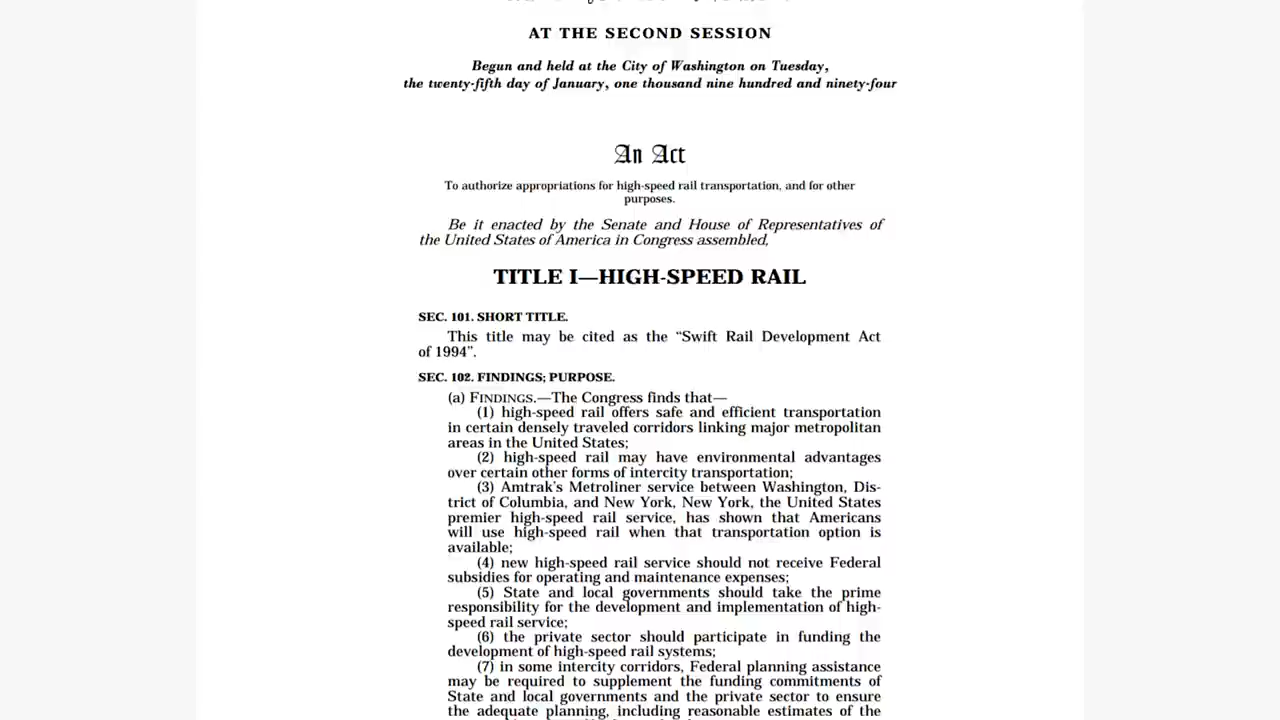 AT THE SECOND SESSION
Begun and held at the City of Washington on Tuesday,
the twenty-fifth day of January, one thousand nine hundred and ninety-four
An Act
To authorize appropriations for high-speed rail transportation, and for other
purposes.
Be it enacted by the Senate and House of Representatives of
the United States of America in Congress assembled,
TITLE I—HIGH-SPEED RAIL
SEC. 101. SHORT TITLE.
This title may be cited as the “Swift Rail Development Act
of 1994”.
SEC. 102. FINDINGS; PURPOSE.
(a) FINDINGS.—The Congress finds that—
(1) high-speed rail offers safe and efficient transportation
in certain densely traveled corridors linking major metropolitan
areas in the United States;
(2) high-speed rail may have environmental advantages
over certain other forms of intercity transportation;
(3) Amtrak's Metroliner service between Washington, Dis-
trict of Columbia, and New York, New York, the United States
premier high-speed rail service, has shown that Americans
will use high-speed rail when that transportation option is
available;
(4) new high-speed rail service should not receive Federal
subsidies for operating and maintenance expenses;
(5) State and local governments should take the prime
responsibility for the development and implementation of high-
speed rail service;
(6) the private sector should participate in funding the
development of high-speed rail systems;
(7) in some intercity corridors, Federal planning assistance
may be required to supplement the funding commitments of
State and local governments and the private sector to ensure
the adequate planning, including reasonable estimates of the